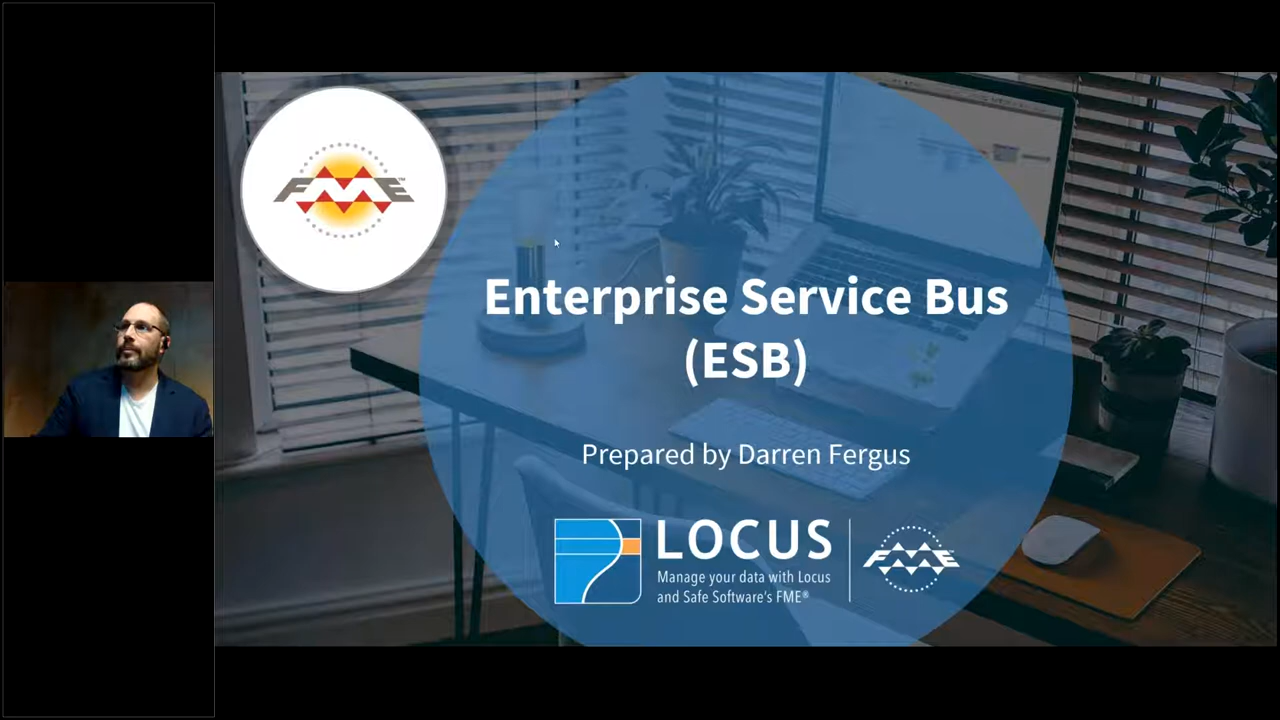 FME™
Enterprise Service Bus
(ESB)
Prepared by Darren Fergus
LOCUS
Manage your data with Locus
and Safe Software's FME®
FME